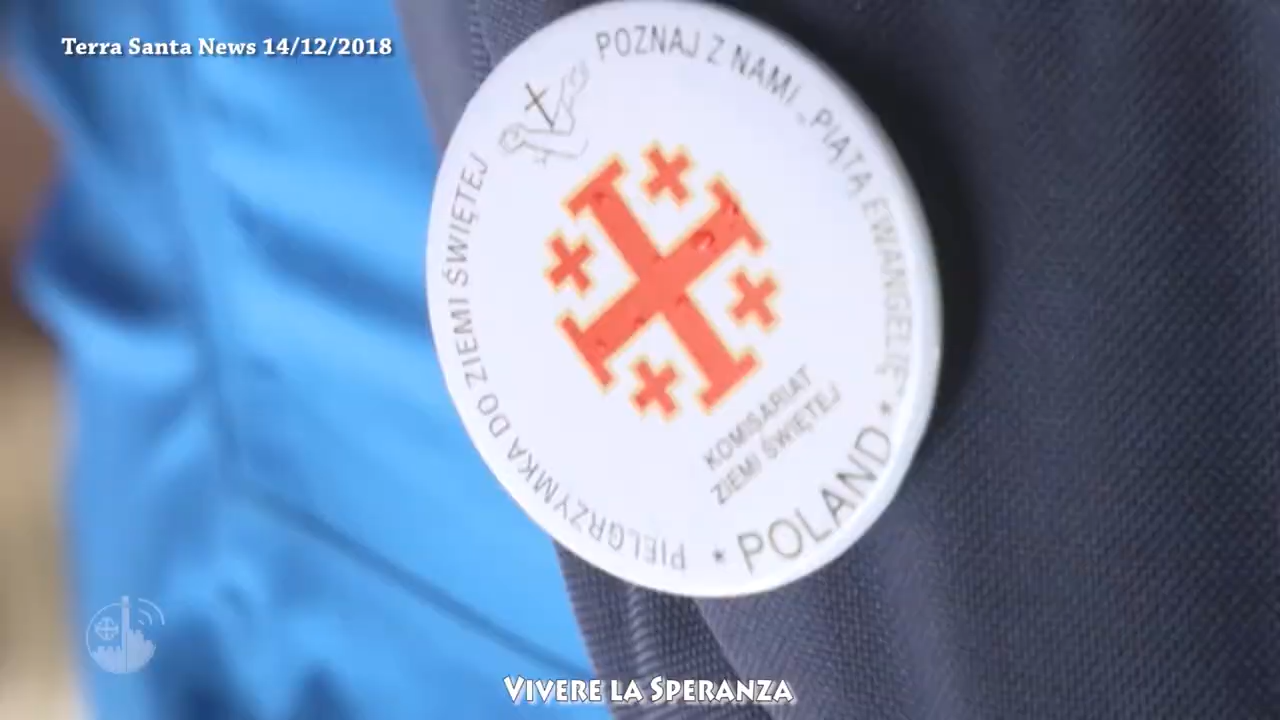 Terra Santa News 14/12/2018
POZNAJ Z NAMI „PIĄTĄ EWANGELIĘ”
PIELGRZYMKA DO ZIEMI ŚWIĘTEJ
KOMISARIAT
ZIEMI ŚWIĘTEJ
* POLAND *
VIVERE LA SPERANZA